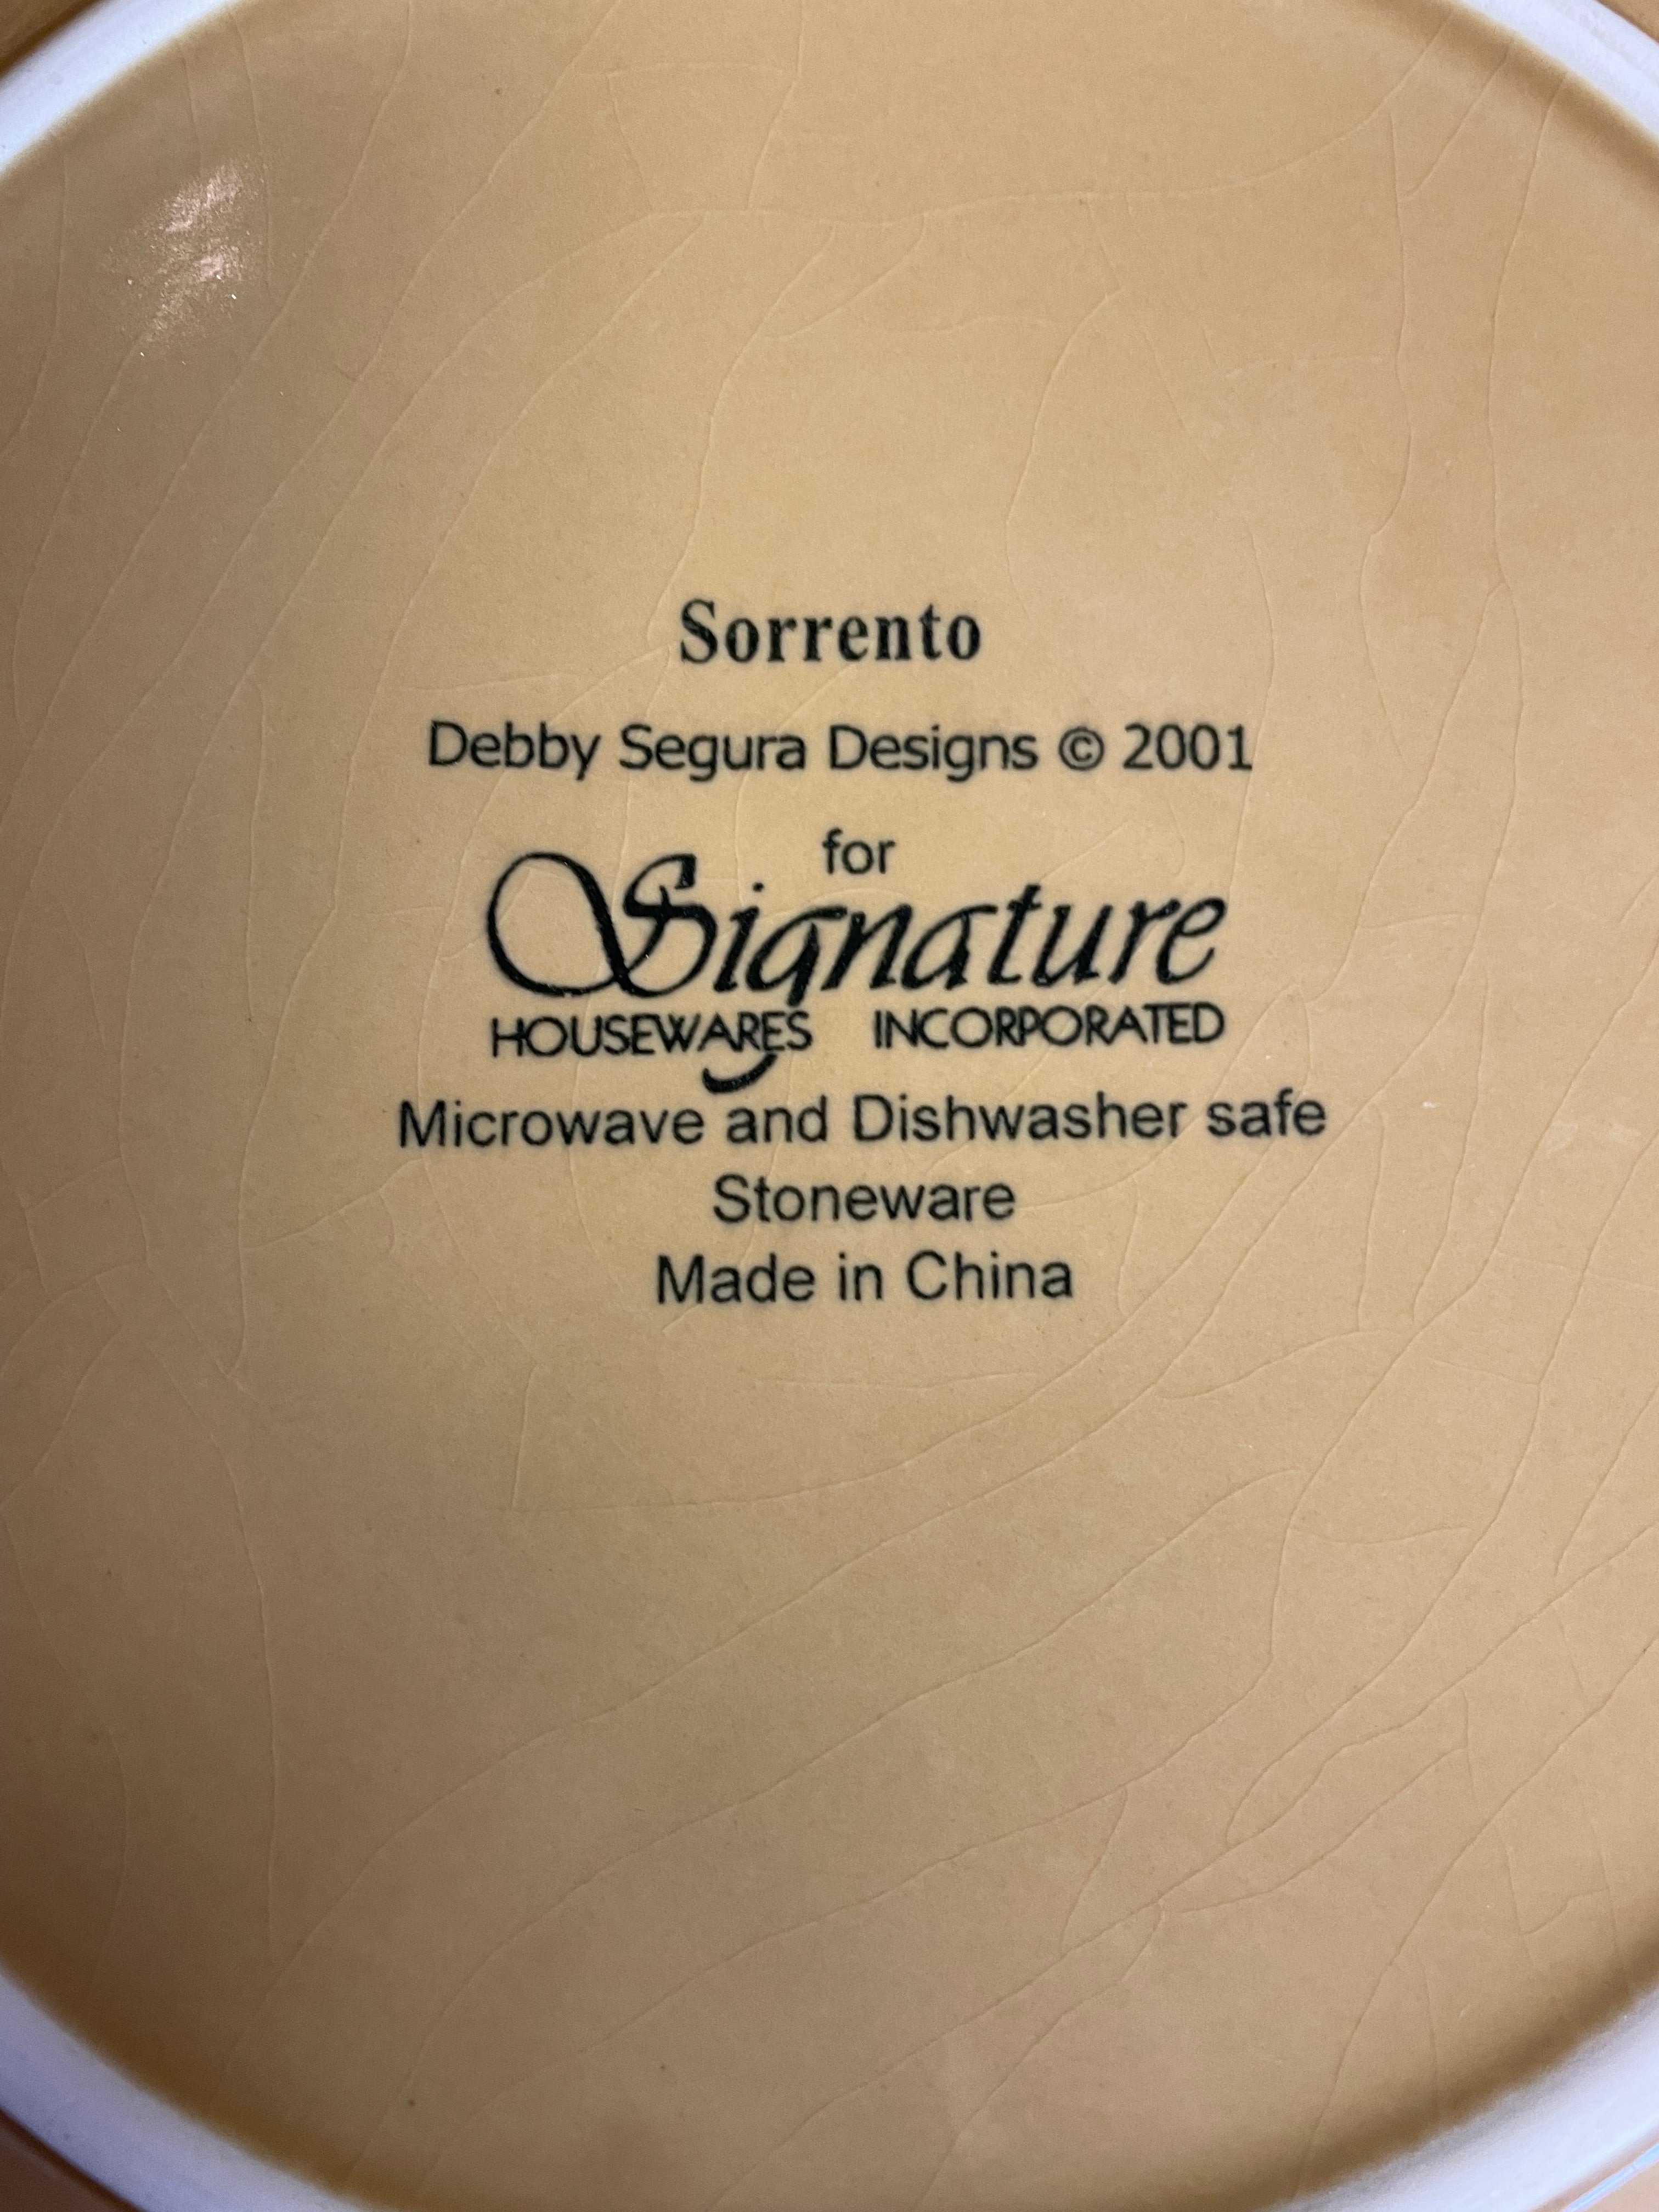 Sorrento
Debby Segura Designs © 2001
for
Signature
HOUSEWARES INCORPORATED
Microwave and Dishwasher safe
Stoneware
Made in China